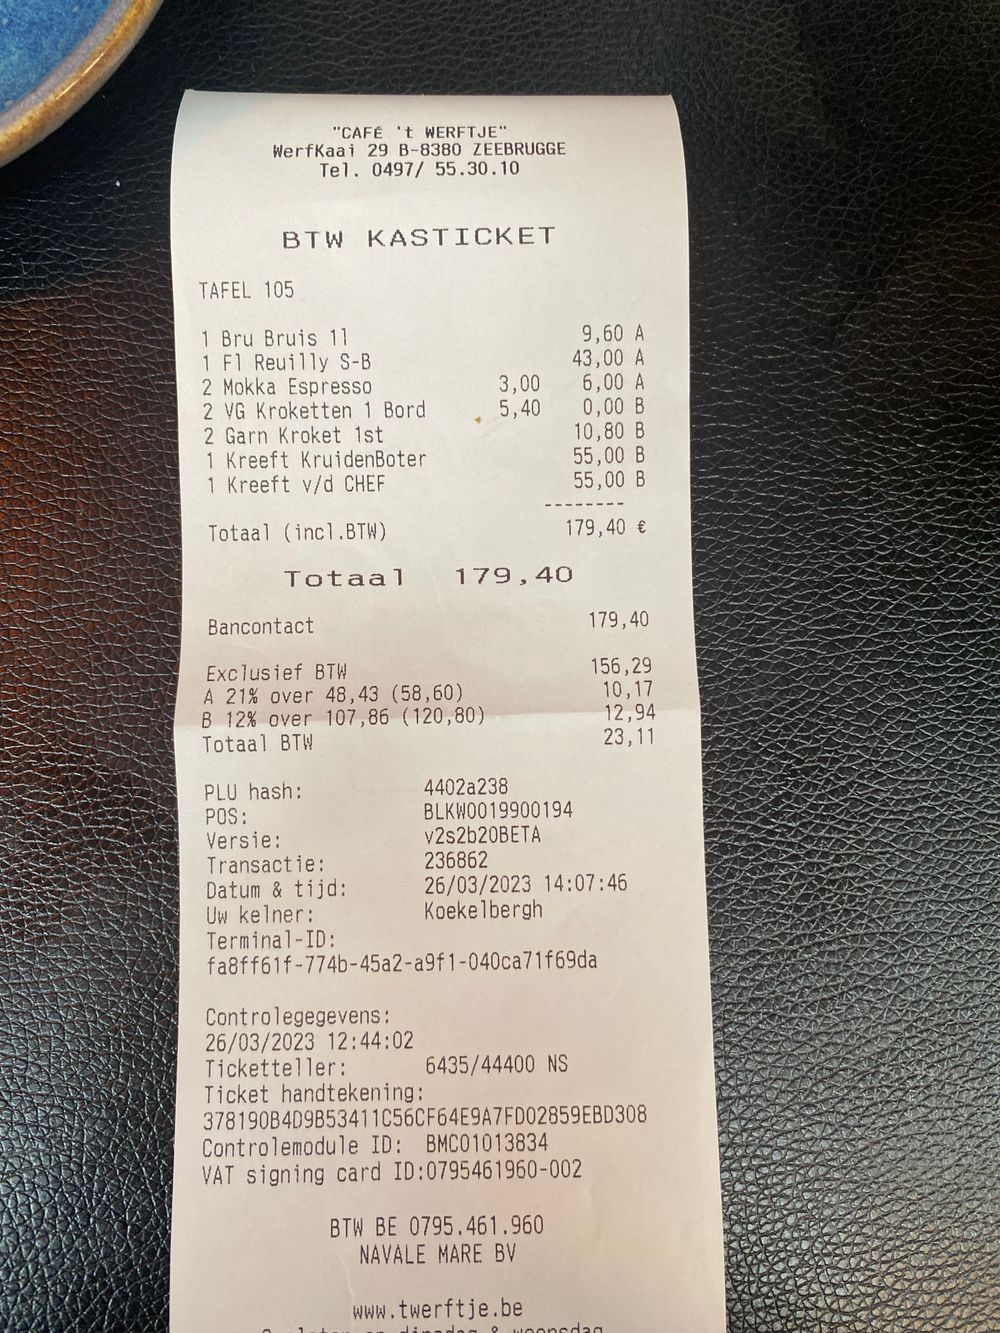 "CAFÉ 't WERFTJE"
WerfKaai 29 B-8380 ZEEBRUGGE
Tel. 0497/ 55.30.10
BTW KASTICKET
TAFEL 105
1 Bru Bruis 1l 9,60 A
1 Fl Reuilly S-B 43,00 A
2 Mokka Espresso 3,00 6,00 A
2 VG Kroketten 1 Bord 5,40 0,00 B
2 Garn Kroket 1st 10,80 B
1 Kreeft KruidenBoter 55,00 B
1 Kreeft v/d CHEF 55,00 B
--------
Totaal (incl.BTW) 179,40 €
Totaal 179,40
Bancontact 179,40
Exclusief BTW 156,29
A 21% over 48,43 (58,60) 10,17
B 12% over 107,86 (120,80) 12,94
Totaal BTW 23,11
PLU hash: 4402a238
POS: BLKW0019900194
Versie: v2s2b20BETA
Transactie: 236862
Datum & tijd: 26/03/2023 14:07:46
Uw kelner: Koekelbergh
Terminal-ID:
fa8ff61f-774b-45a2-a9f1-040ca71f69da
Controlegegevens:
26/03/2023 12:44:02
Ticketteller: 6435/44400 NS
Ticket handtekening:
378190B4D9B53411C56CF64E9A7FD02859EBD308
Controlemodule ID: BMC01013834
VAT signing card ID:0795461960-002
BTW BE 0795.461.960
NAVALE MARE BV
www.twerftje.be
Gesloten op dinsdag & woensdag